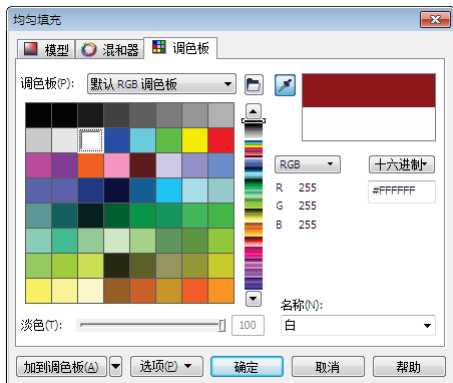 均匀填充
模型 混和器 调色板
调色板(P): 默认 RGB 调色板
RGB 十六进制
R 255 #FFFFFF
G 255
B 255
名称(N):
淡色(T): 100 白
加到调色板(A) 选项(P) 确定 取消 帮助